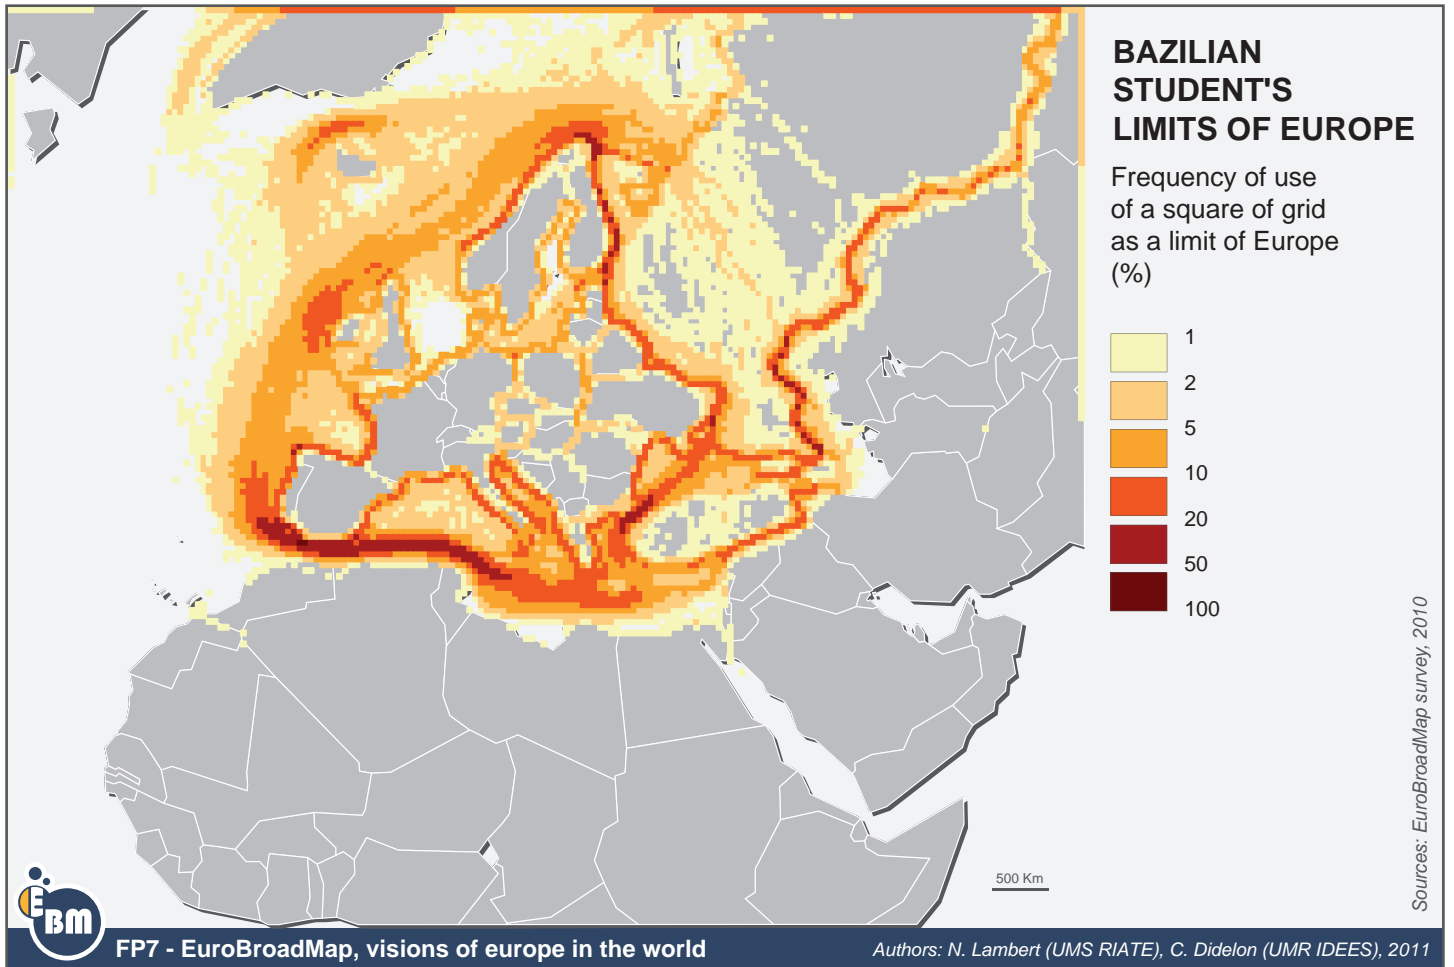 BAZILIAN
STUDENT'S
LIMITS OF EUROPE
Frequency of use
of a square of grid
as a limit of Europe
(%)
1
2
5
10
20
50
100
Sources: EuroBroadMap survey, 2010
500 Km
EBM
FP7 - EuroBroadMap, visions of europe in the world
Authors: N. Lambert (UMS RIATE), C. Didelon (UMR IDEES), 2011